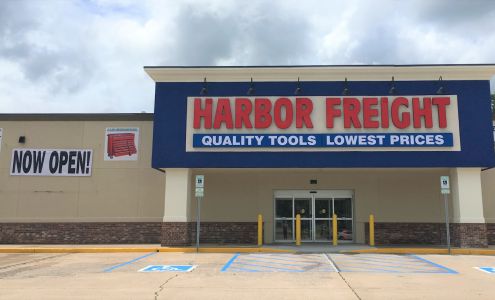 HARBOR FREIGHT
QUALITY TOOLS LOWEST PRICES
NOW OPEN!